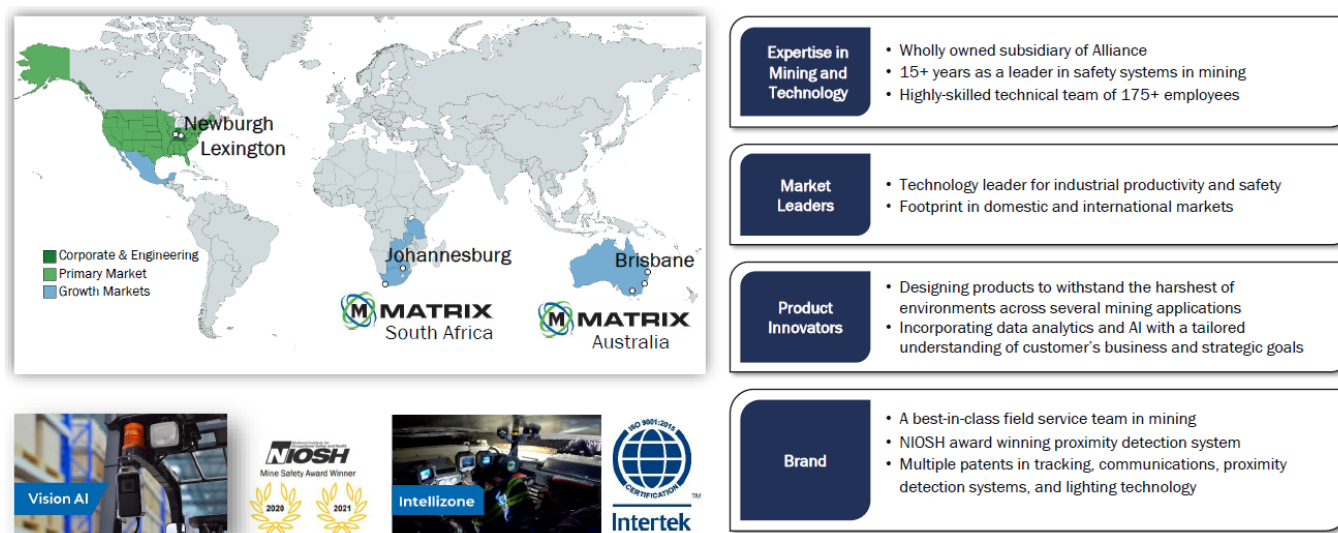 Newburgh
Lexington
Johannesburg
Brisbane
Corporate & Engineering
Primary Market
Growth Markets
M MATRIX
South Africa
M MATRIX
Australia
Vision AI
NIOSH
Mine Safety Award Winner
2020
2021
Intellizone
ISO 9001:2015
CERTIFICATION
TM
Intertek
Expertise in
Mining and
Technology
• Wholly owned subsidiary of Alliance
• 15+ years as a leader in safety systems in mining
• Highly-skilled technical team of 175+ employees
Market
Leaders
• Technology leader for industrial productivity and safety
• Footprint in domestic and international markets
Product
Innovators
• Designing products to withstand the harshest of
environments across several mining applications
• Incorporating data analytics and AI with a tailored
understanding of customer's business and strategic goals
Brand
• A best-in-class field service team in mining
• NIOSH award winning proximity detection system
• Multiple patents in tracking, communications, proximity
detection systems, and lighting technology